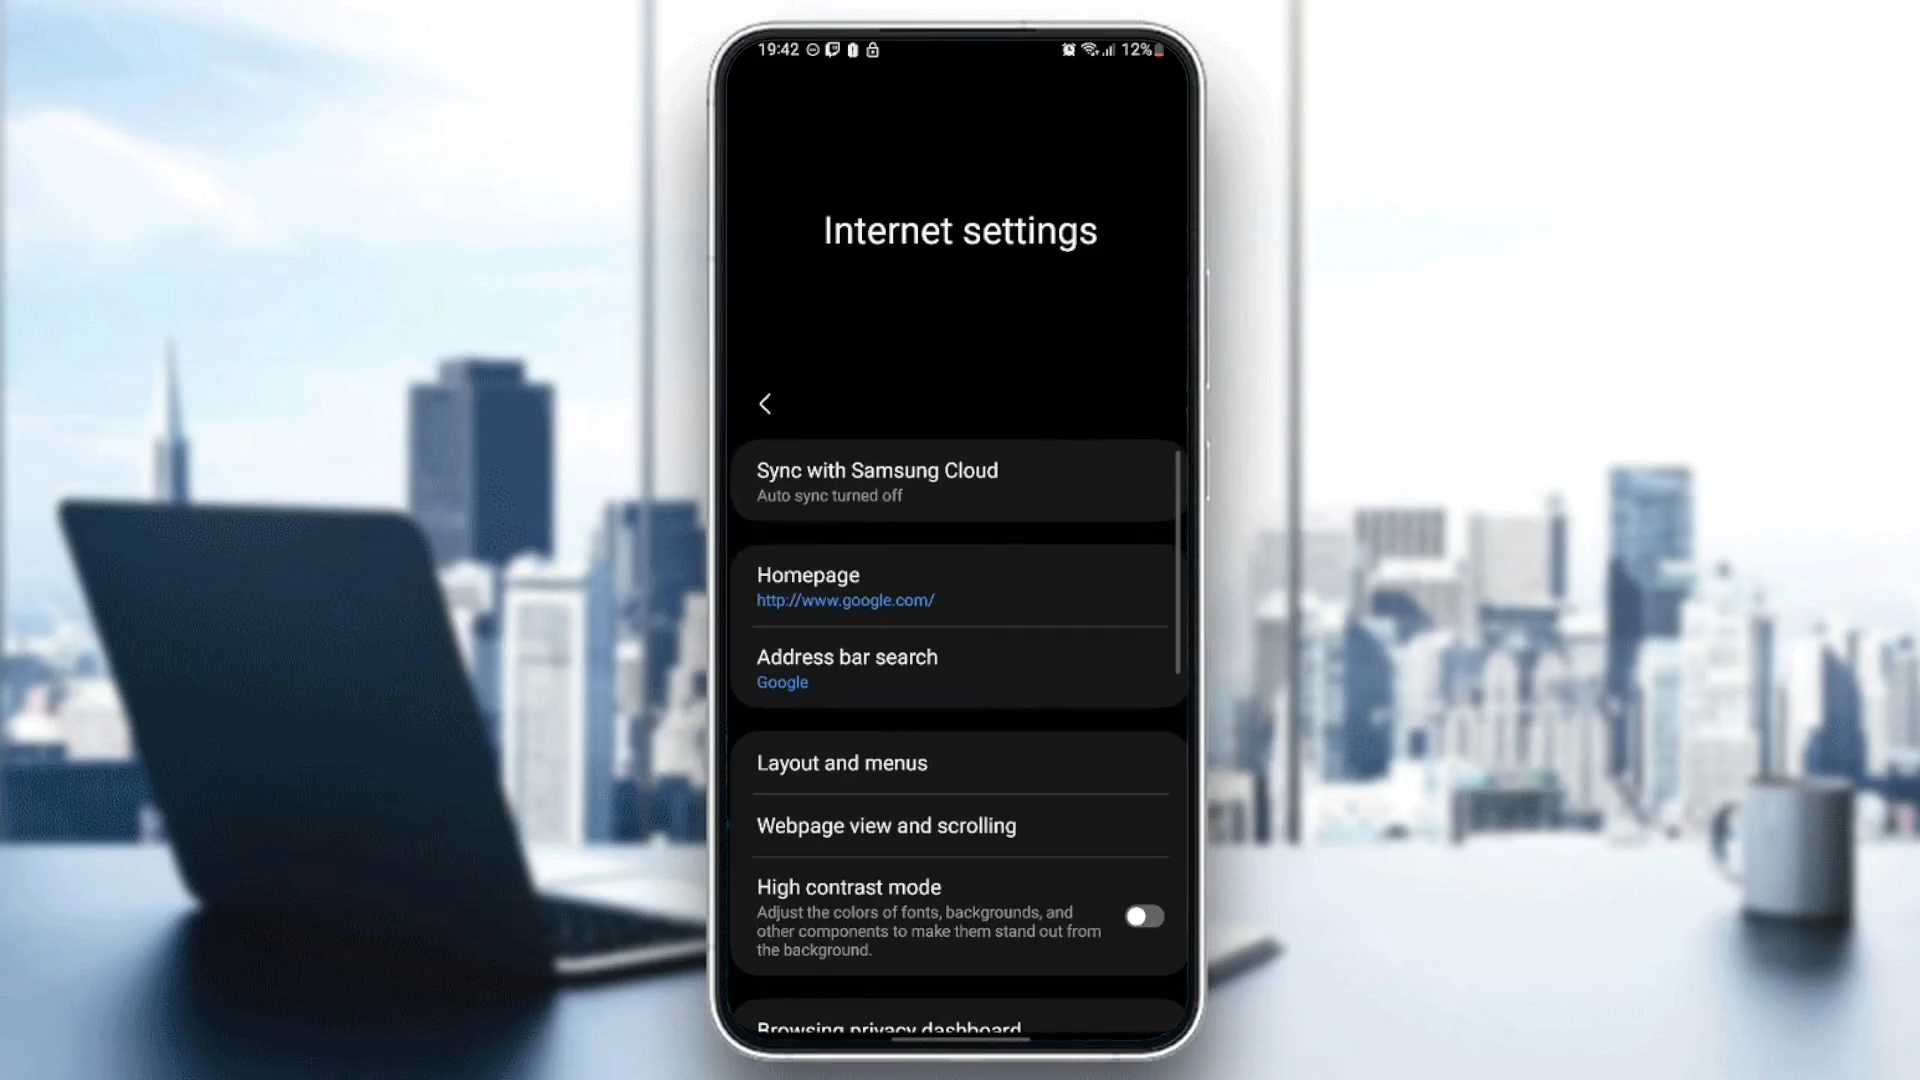 19:42
12%
Internet settings
Sync with Samsung Cloud
Auto sync turned off
Homepage
http://www.google.com/
Address bar search
Google
Layout and menus
Webpage view and scrolling
High contrast mode
Adjust the colors of fonts, backgrounds, and
other components to make them stand out from
the background.
Browsing privacy dashboard